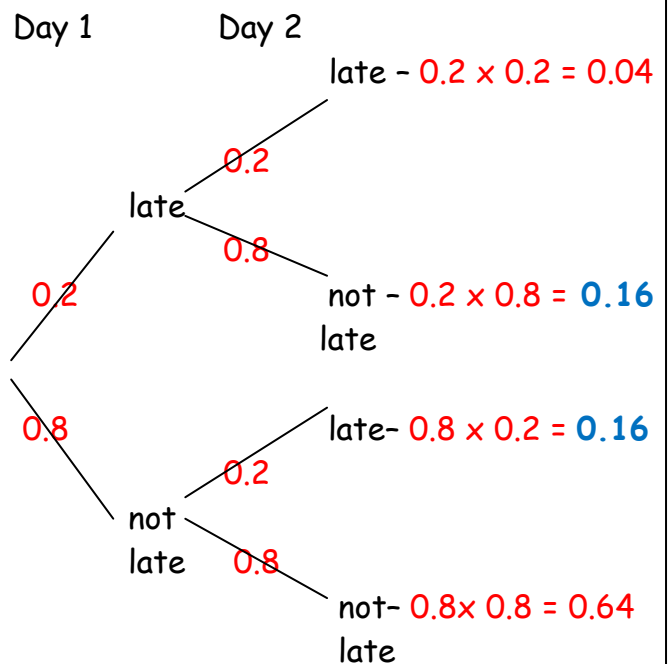 Day 1 Day 2
late – 0.2 x 0.2 = 0.04
0.2
late
0.8
0.2
not – 0.2 x 0.8 = 0.16
late
0.8
late– 0.8 x 0.2 = 0.16
0.2
not
late
0.8
not– 0.8x 0.8 = 0.64
late